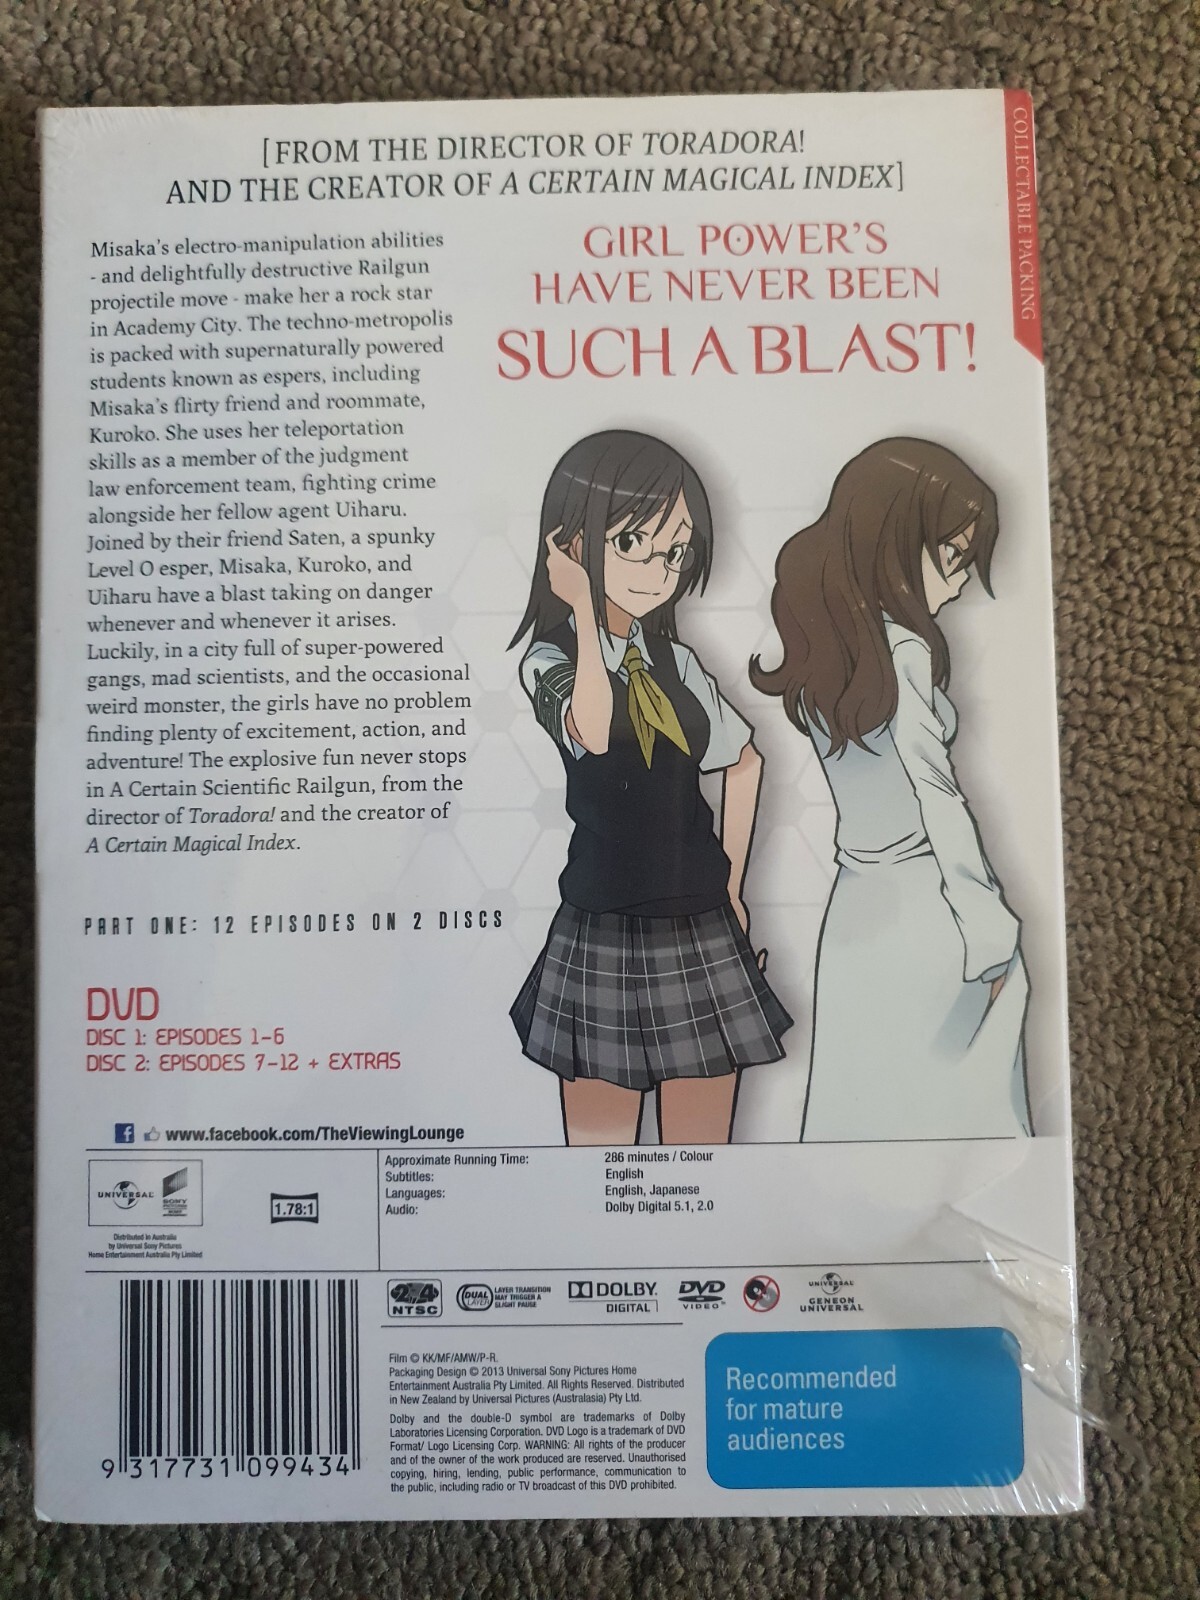 [FROM THE DIRECTOR OF TORADORA!
AND THE CREATOR OF A CERTAIN MAGICAL INDEX]
COLLECTABLE PACKING
Misaka's electro-manipulation abilities
- and delightfully destructive Railgun
projectile move - make her a rock star
in Academy City. The techno-metropolis
is packed with supernaturally powered
students known as espers, including
Misaka's flirty friend and roommate,
Kuroko. She uses her teleportation
skills as a member of the judgment
law enforcement team, fighting crime
alongside her fellow agent Uiharu.
Joined by their friend Saten, a spunky
Level O esper, Misaka, Kuroko, and
Uiharu have a blast taking on danger
whenever and whenever it arises.
Luckily, in a city full of super-powered
gangs, mad scientists, and the occasional
weird monster, the girls have no problem
finding plenty of excitement, action, and
adventure! The explosive fun never stops
in A Certain Scientific Railgun, from the
director of Toradora! and the creator of
A Certain Magical Index.
GIRL POWER'S
HAVE NEVER BEEN
SUCH A BLAST!
PART ONE: 12 EPISODES ON 2 DISCS
DVD
DISC 1: EPISODES 1-6
DISC 2: EPISODES 7-12 + EXTRAS
www.facebook.com/TheViewingLounge
UNIVERSAL
SONY
Distributed in Australia
by Universal Sony Pictures
Home Entertainment Australia Pty Limited
1.78:1
Approximate Running Time: 286 minutes / Colour
Subtitles: English
Languages: English, Japanese
Audio: Dolby Digital 5.1, 2.0
9 317731 099434
2 4
NTSC
DUAL LAYER
LAYER TRANSITION
MAY TRIGGER A
SLIGHT PAUSE
DOLBY
DIGITAL
DVD
VIDEO
UNIVERSAL
GENEON
UNIVERSAL
Film © KK/MF/AMW/P-R.
Packaging Design © 2013 Universal Sony Pictures Home
Entertainment Australia Pty Limited. All Rights Reserved. Distributed
in New Zealand by Universal Pictures (Australasia) Pty Ltd.
Dolby and the double-D symbol are trademarks of Dolby
Laboratories Licensing Corporation. DVD Logo is a trademark of DVD
Format/ Logo Licensing Corp. WARNING: All rights of the producer
and of the owner of the work produced are reserved. Unauthorised
copying, hiring, lending, public performance, communication to
the public, including radio or TV broadcast of this DVD prohibited.
Recommended
for mature
audiences